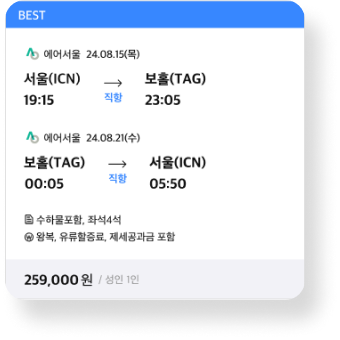 BEST
에어서울 24.08.15(목)
서울(ICN) → 보홀(TAG)
19:15 직항 23:05
에어서울 24.08.21(수)
보홀(TAG) → 서울(ICN)
00:05 직항 05:50
수하물포함, 좌석4석
왕복, 유류할증료, 제세공과금 포함
259,000원 / 성인 1인